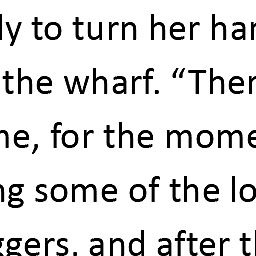 ly to turn her har
the wharf. “Ther
ne, for the mome
ng some of the lo
ggers, and after th